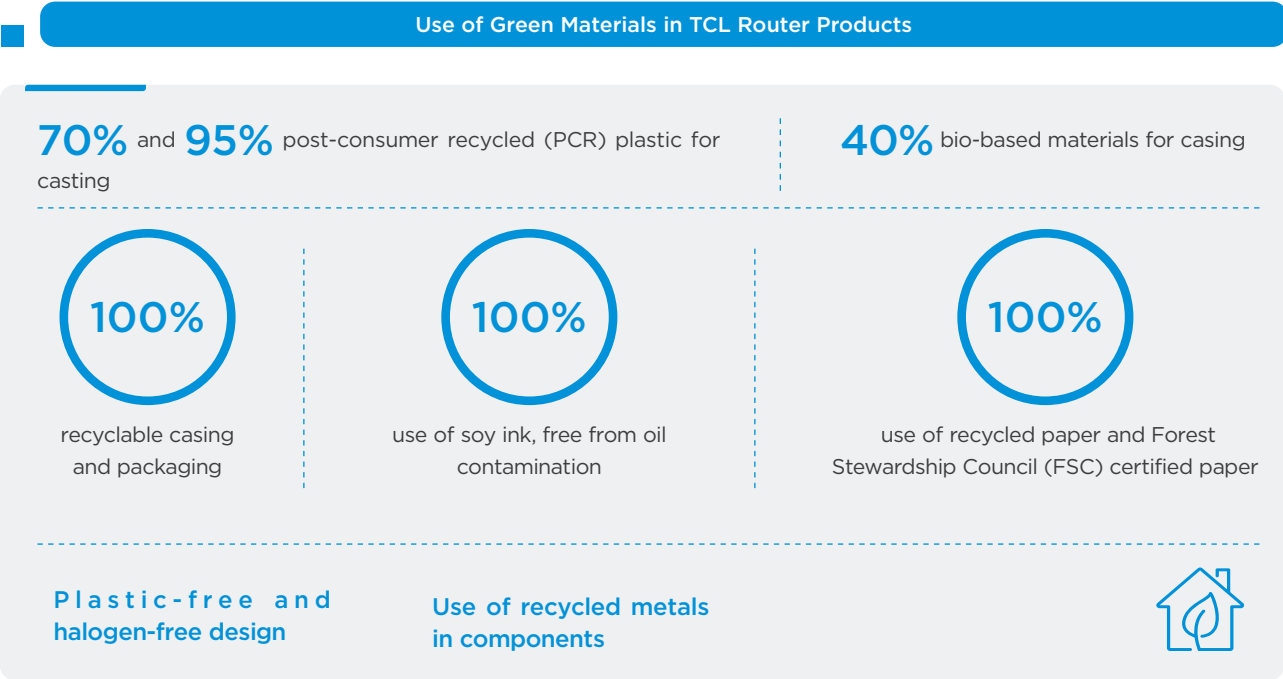 Use of Green Materials in TCL Router Products
70% and 95% post-consumer recycled (PCR) plastic for
casting
40% bio-based materials for casing
100%
recyclable casing
and packaging
100%
use of soy ink, free from oil
contamination
100%
use of recycled paper and Forest
Stewardship Council (FSC) certified paper
Plastic-free and
halogen-free design
Use of recycled metals
in components